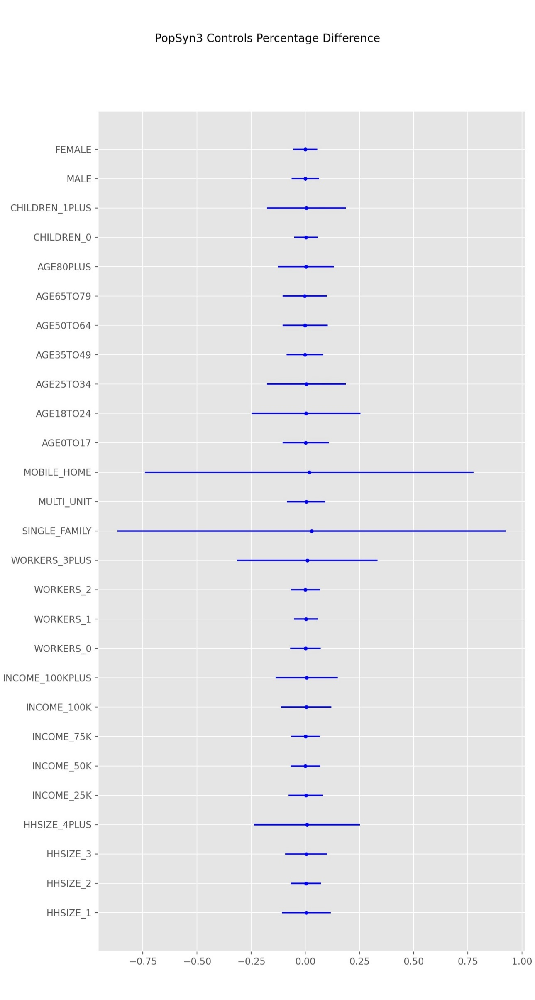 PopSyn3 Controls Percentage Difference
FEMALE
MALE
CHILDREN_1PLUS
CHILDREN_0
AGE80PLUS
AGE65TO79
AGE50TO64
AGE35TO49
AGE25TO34
AGE18TO24
AGE0TO17
MOBILE_HOME
MULTI_UNIT
SINGLE_FAMILY
WORKERS_3PLUS
WORKERS_2
WORKERS_1
WORKERS_0
INCOME_100KPLUS
INCOME_100K
INCOME_75K
INCOME_50K
INCOME_25K
HHSIZE_4PLUS
HHSIZE_3
HHSIZE_2
HHSIZE_1
−0.75 −0.50 −0.25 0.00 0.25 0.50 0.75 1.00